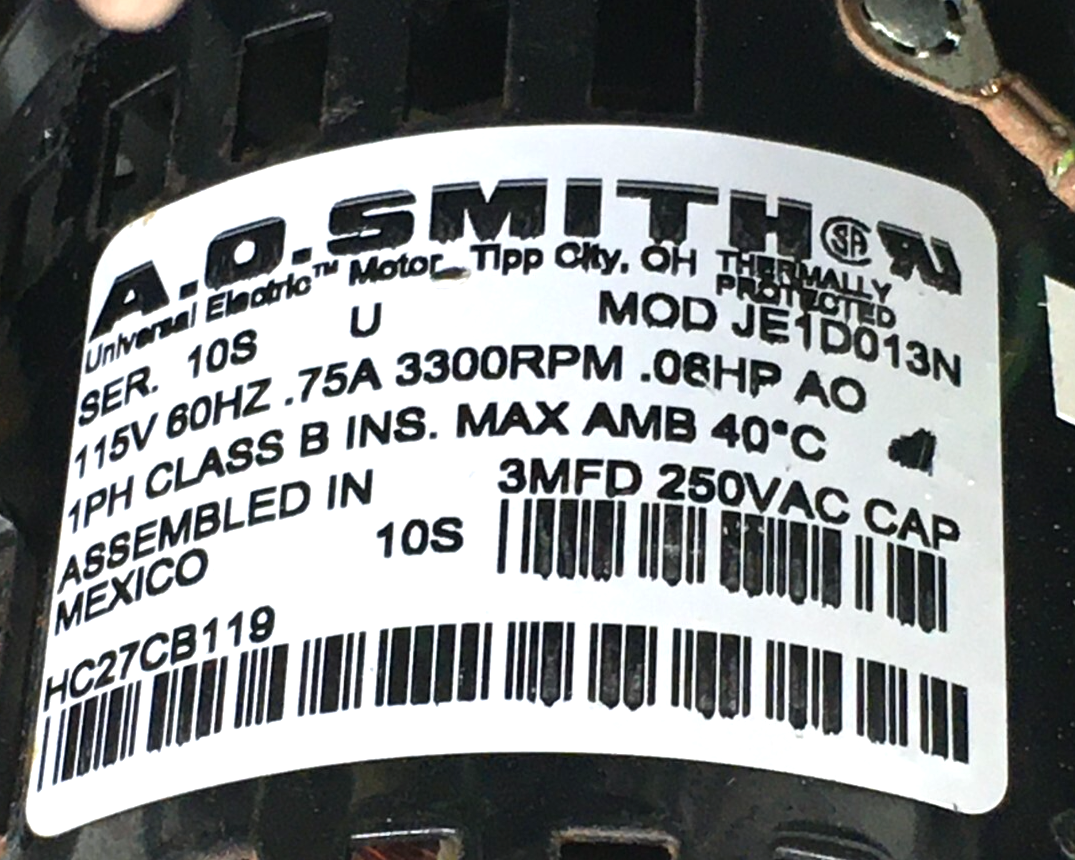 A.O.SMITH
Universal Electric™ Motor Tipp City, OH THERMALLY PROTECTED
SER. 10S U MOD JE1D013N
115V 60HZ .75A 3300RPM .06HP AO
1PH CLASS B INS. MAX AMB 40°C
ASSEMBLED IN MEXICO
3MFD 250VAC CAP
10S
HC27CB119